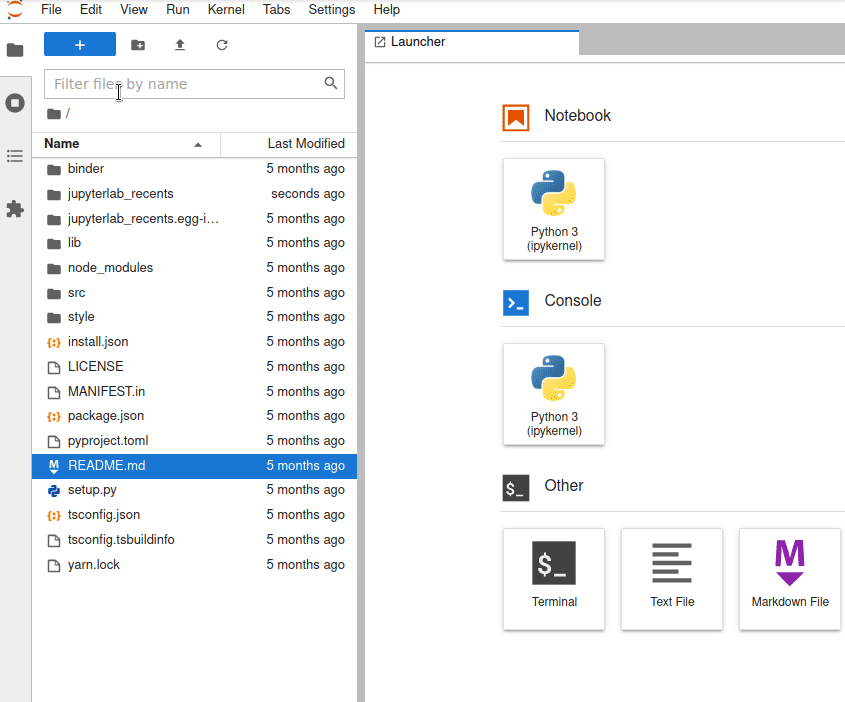 File Edit View Run Kernel Tabs Settings Help
+
Launcher
Filter files by name
/
Name Last Modified
binder 5 months ago
jupyterlab_recents seconds ago
jupyterlab_recents.egg-i... 5 months ago
lib 5 months ago
node_modules 5 months ago
src 5 months ago
style 5 months ago
install.json 5 months ago
LICENSE 5 months ago
MANIFEST.in 5 months ago
package.json 5 months ago
pyproject.toml 5 months ago
README.md 5 months ago
setup.py 5 months ago
tsconfig.json 5 months ago
tsconfig.tsbuildinfo 5 months ago
yarn.lock 5 months ago
Notebook
Python 3
(ipykernel)
Console
Python 3
(ipykernel)
$_ Other
$_
Terminal
Text File
M
Markdown File